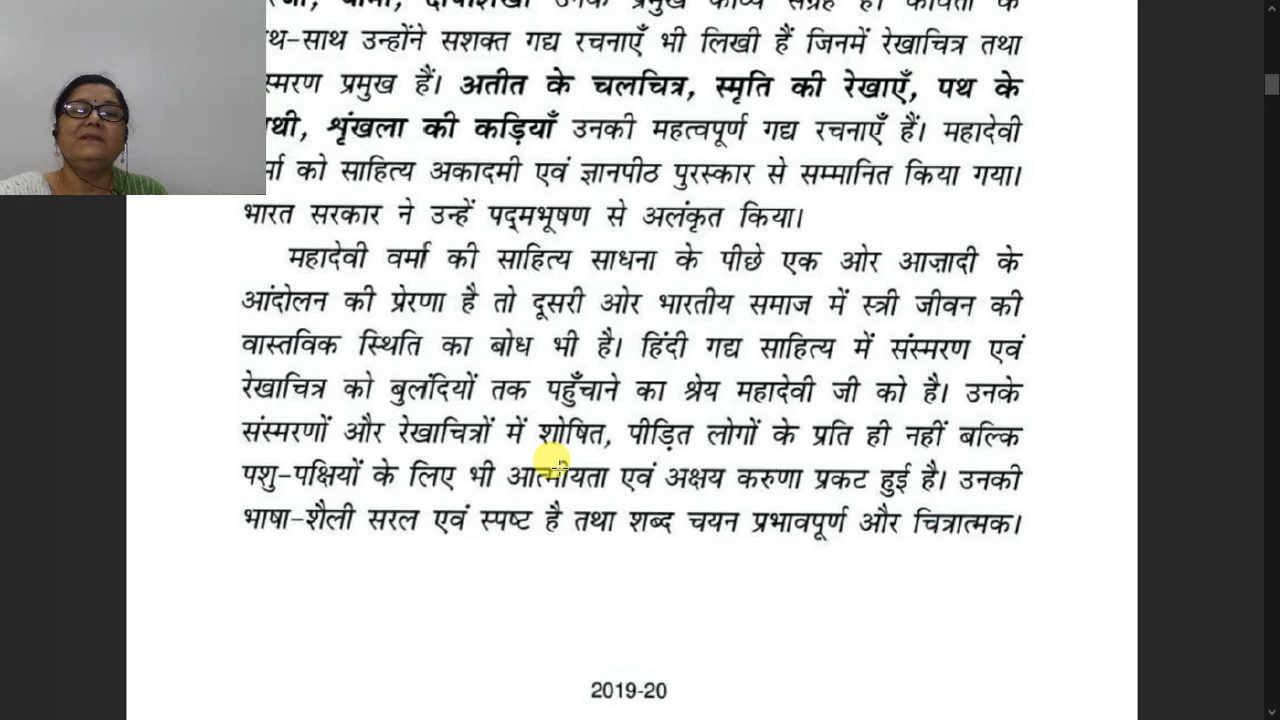 उनके प्रमुख काव्य संग्रह हैं। कविता के
साथ उन्होंने सशक्त गद्य रचनाएँ भी लिखी हैं जिनमें रेखाचित्र तथा
प्रमुख हैं। अतीत के चलचित्र, स्मृति की रेखाएँ, पथ के
शृंखला की कड़ियाँ उनकी महत्वपूर्ण गद्य रचनाएँ हैं। महादेवी
को साहित्य अकादमी एवं ज्ञानपीठ पुरस्कार से सम्मानित किया गया।
भारत सरकार ने उन्हें पद्मभूषण से अलंकृत किया।
महादेवी वर्मा की साहित्य साधना के पीछे एक ओर आज़ादी के
आंदोलन की प्रेरणा है तो दूसरी ओर भारतीय समाज में स्त्री जीवन की
वास्तविक स्थिति का बोध भी है। हिंदी गद्य साहित्य में संस्मरण एवं
रेखाचित्र को बुलंदियों तक पहुँचाने का श्रेय महादेवी जी को है। उनके
संस्मरणों और रेखाचित्रों में शोषित, पीड़ित लोगों के प्रति ही नहीं बल्कि
पशु-पक्षियों के लिए भी आत्मीयता एवं अक्षय करुणा प्रकट हुई है। उनकी
भाषा-शैली सरल एवं स्पष्ट है तथा शब्द चयन प्रभावपूर्ण और चित्रात्मक।
2019-20